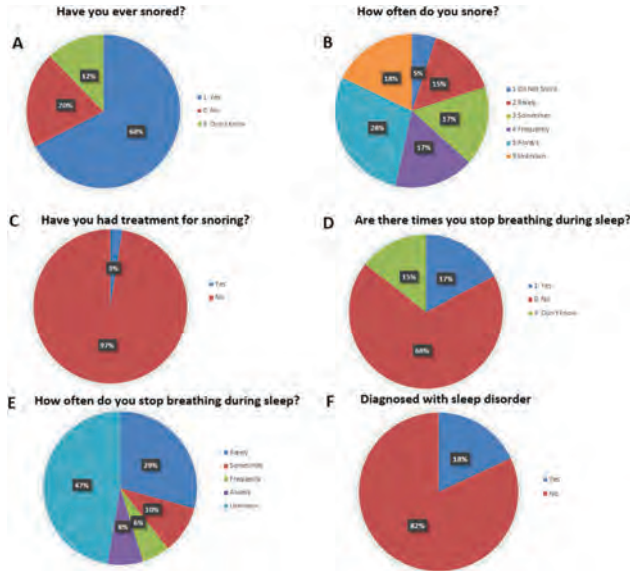 Have you ever snored?
A
12%
20%
68%
1: Yes
0: No
How often do you snore?
B
18%
5%
15%
17%
17%
28%
1 Do Not Snore
2 Rarely
3 Sometimes
4 Frequently
5 Always
9 Unknown
Have you had treatment for snoring?
C
3%
97%
Yes
No
Are there times you stop breathing during sleep?
D
15%
17%
68%
1: Yes
0: No
9: Don't know
How often do you stop breathing during sleep?
E
47%
29%
10%
6%
8%
Rarely
Sometimes
Frequently
Always
Unknown
Diagnosed with sleep disorder
F
18%
82%
Yes
No